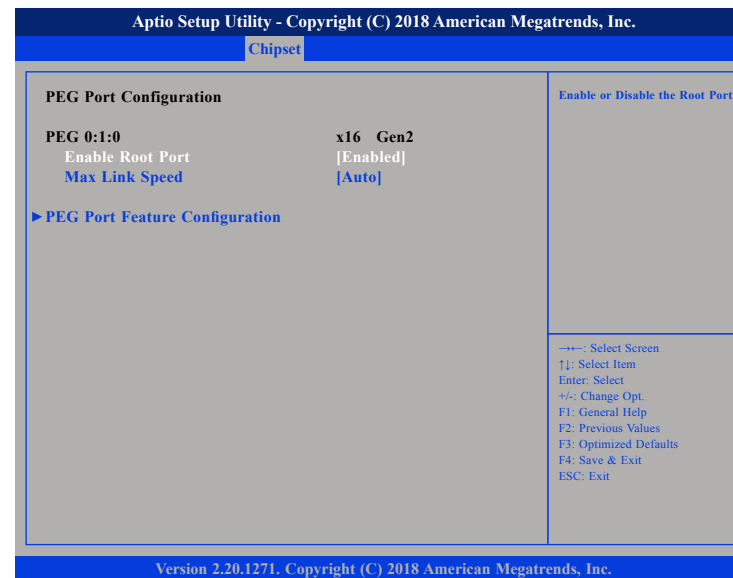 Aptio Setup Utility - Copyright (C) 2018 American Megatrends, Inc.
Chipset
PEG Port Configuration
PEG 0:1:0 x16 Gen2
Enable Root Port [Enabled]
Max Link Speed [Auto]
►PEG Port Feature Configuration
Enable or Disable the Root Port
→←: Select Screen
↑↓: Select Item
Enter: Select
+/-: Change Opt.
F1: General Help
F2: Previous Values
F3: Optimized Defaults
F4: Save & Exit
ESC: Exit
Version 2.20.1271. Copyright (C) 2018 American Megatrends, Inc.